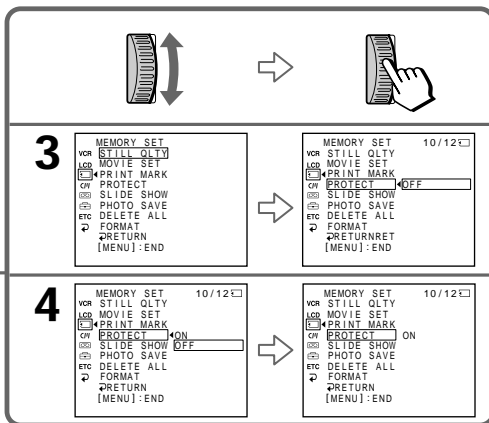 3
MEMORY SET
VCR STILL QLTY
LCD MOVIE SET
PRINT MARK
PROTECT
SLIDE SHOW
PHOTO SAVE
ETC DELETE ALL
FORMAT
RETURN
[MENU] : END
MEMORY SET 10/12
VCR STILL QLTY
LCD MOVIE SET
PRINT MARK
PROTECT OFF
SLIDE SHOW
PHOTO SAVE
ETC DELETE ALL
FORMAT
RETURNRET
[MENU] : END
4
MEMORY SET 10/12
VCR STILL QLTY
LCD MOVIE SET
PRINT MARK
PROTECT ON
SLIDE SHOW OFF
PHOTO SAVE
ETC DELETE ALL
FORMAT
RETURN
[MENU] : END
MEMORY SET 10/12
VCR STILL QLTY
LCD MOVIE SET
PRINT MARK
PROTECT ON
SLIDE SHOW
PHOTO SAVE
ETC DELETE ALL
FORMAT
RETURN
[MENU] : END